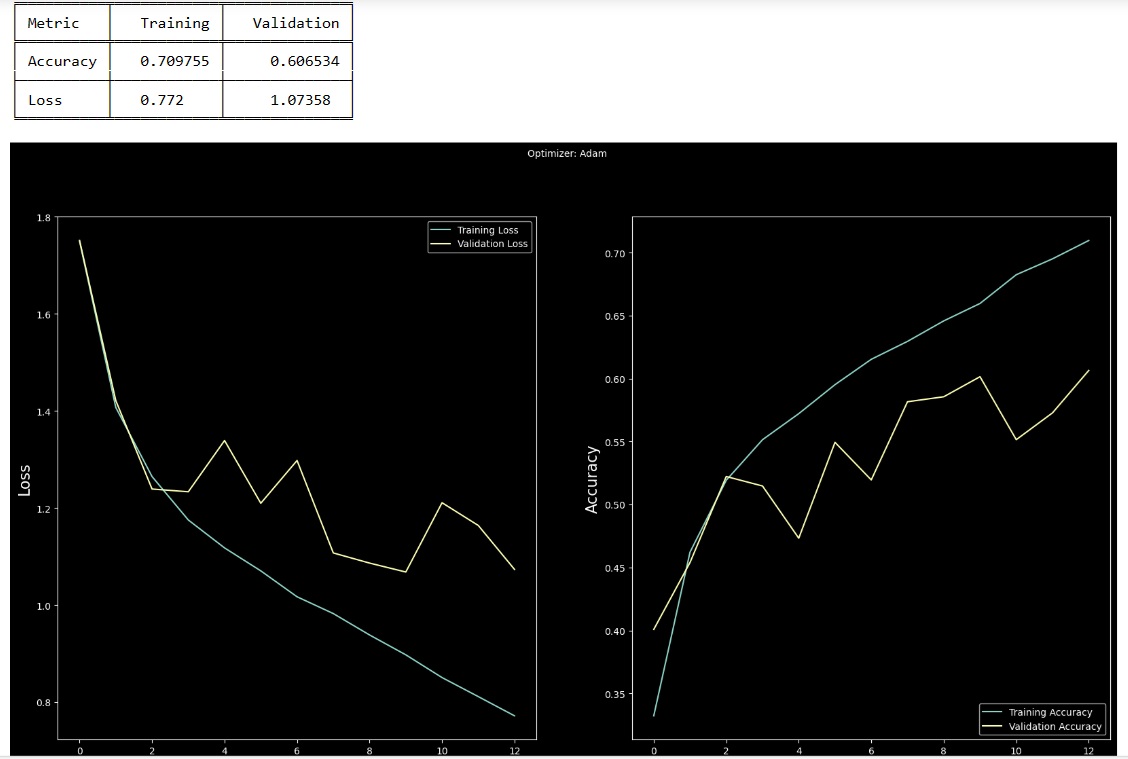 Metric Training Validation
Accuracy 0.709755 0.606534
Loss 0.772 1.07358
Optimizer: Adam
1.8
1.6
1.4
1.2
1.0
0.8
Loss
Training Loss
Validation Loss
0 2 4 6 8 10 12
0.70
0.65
0.60
0.55
0.50
0.45
0.40
0.35
Accuracy
Training Accuracy
Validation Accuracy
0 2 4 6 8 10 12